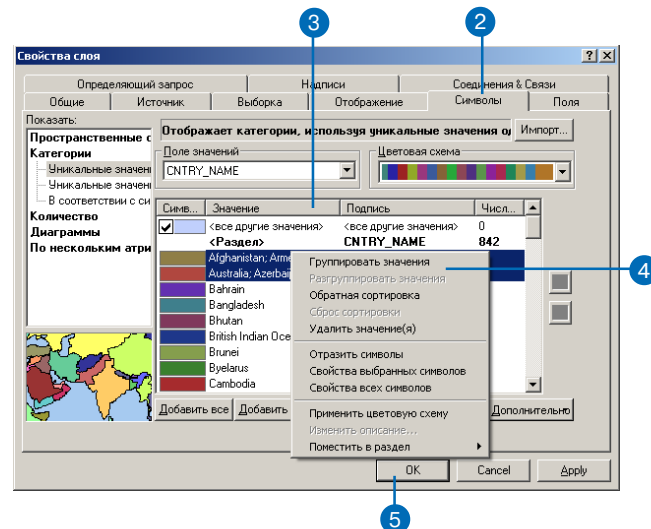 3
2
Свойства слоя
Определяющий запрос
Надписи
Соединения & Связи
Общие
Источник
Выборка
Отображение
Символы
Поля
Показать:
Пространственные о
Категории
Уникальные значени
Уникальные значени
В соответствии с си
Количество
Диаграммы
По нескольким атри
Отображает категории, используя уникальные значения од
Импорт...
Поле значений
CNTRY_NAME
Цветовая схема
Симв...
Значение
Подпись
Числ...
<все другие значения>
<все другие значения>
0
<Раздел>
CNTRY_NAME
842
Afghanistan; Arme
Australia; Azerbaij
Bahrain
Bangladesh
Bhutan
British Indian Oce
Brunei
Byelarus
Cambodia
Группировать значения
4
Разгруппировать значения
Обратная сортировка
Сброс сортировки
Удалить значение(я)
Отразить символы
Свойства выбранных символов
Свойства всех символов
Применить цветовую схему
Изменить описание...
Поместить в раздел
Добавить все
Добавить
Дополнительно
OK
Cancel
Apply
5